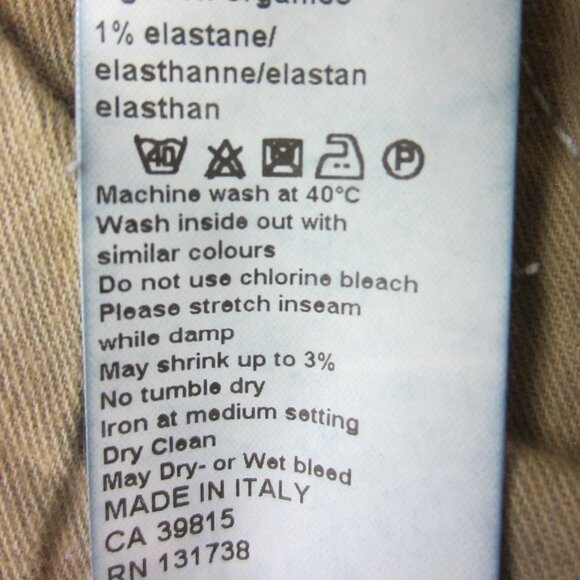 1% elastane/
elasthanne/elastan
elasthan
40 P
Machine wash at 40°C
Wash inside out with
similar colours
Do not use chlorine bleach
Please stretch inseam
while damp
May shrink up to 3%
No tumble dry
Iron at medium setting
Dry Clean
May Dry- or Wet bleed
MADE IN ITALY
CA 39815
RN 131738